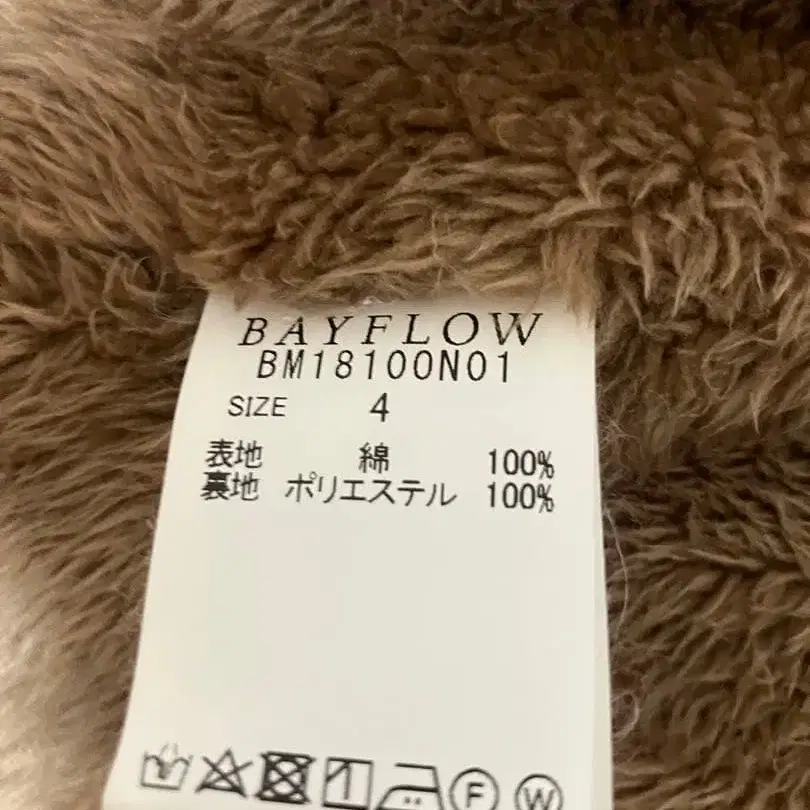 BAYFLOW
BM18100N01
SIZE 4
表地 綿 100%
裏地 ポリエステル 100%
F W